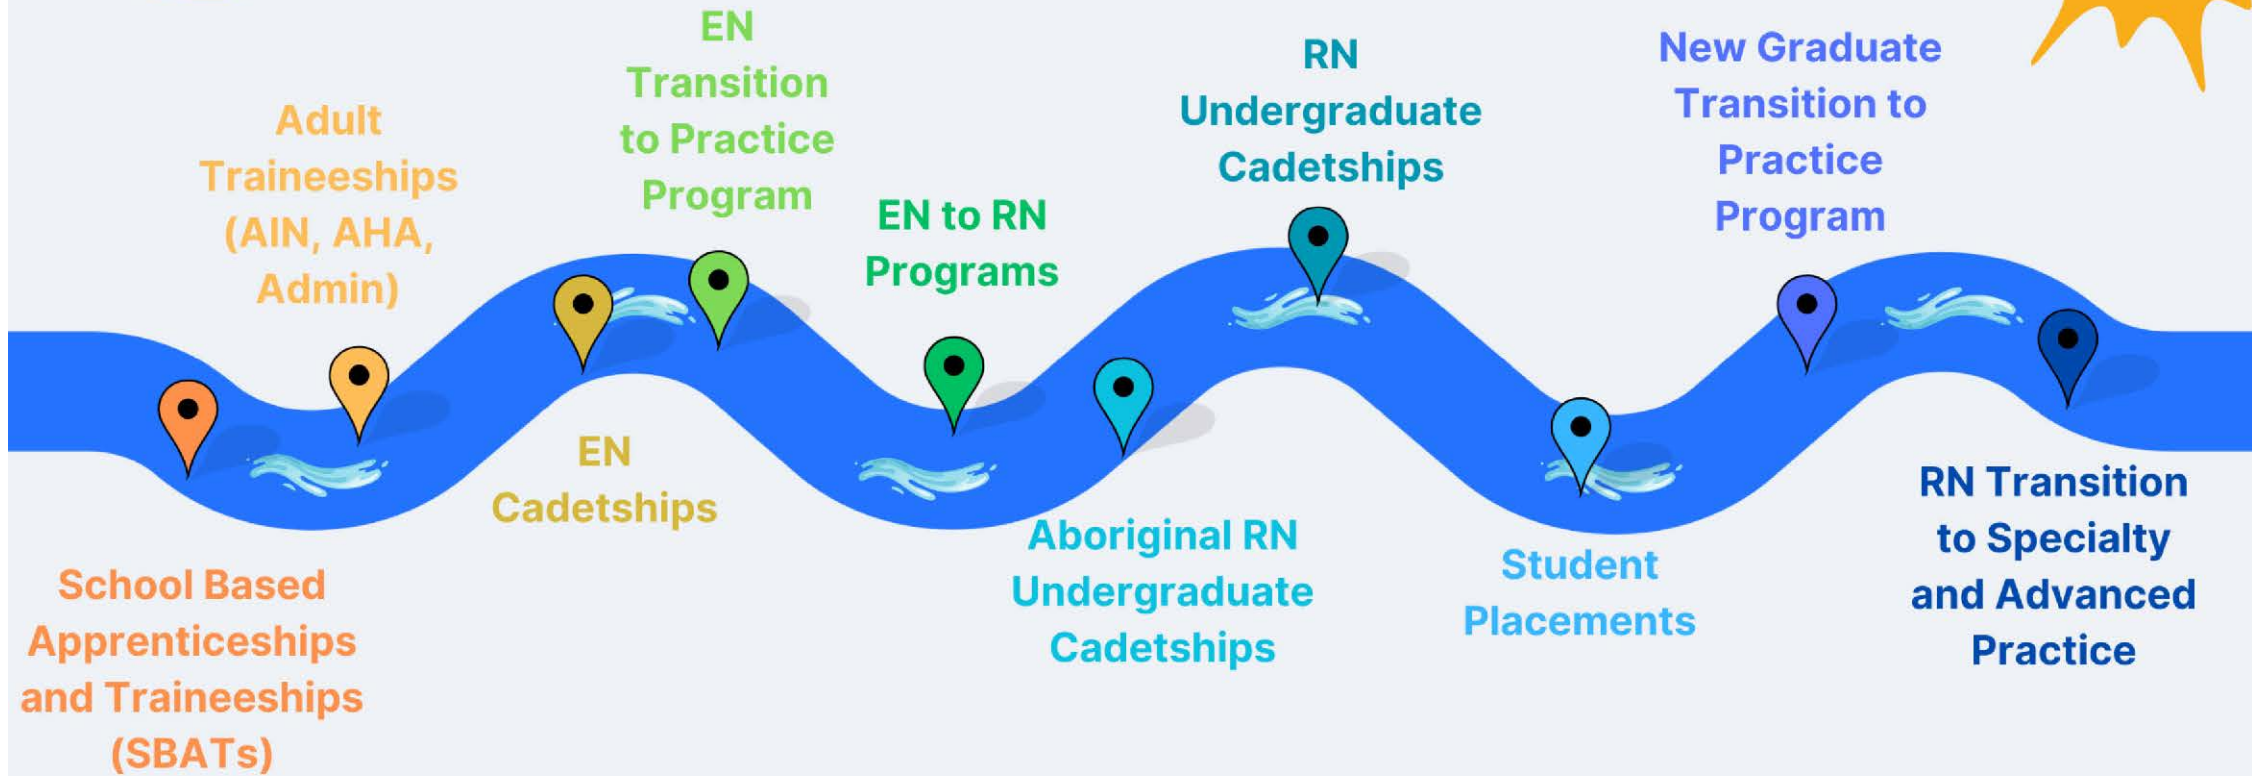 School Based
Apprenticeships
and Traineeships
(SBATs)
Adult
Traineeships
(AIN, AHA,
Admin)
EN
Cadetships
EN
Transition
to Practice
Program
EN to RN
Programs
Aboriginal RN
Undergraduate
Cadetships
RN
Undergraduate
Cadetships
Student
Placements
New Graduate
Transition to
Practice
Program
RN Transition
to Specialty
and Advanced
Practice